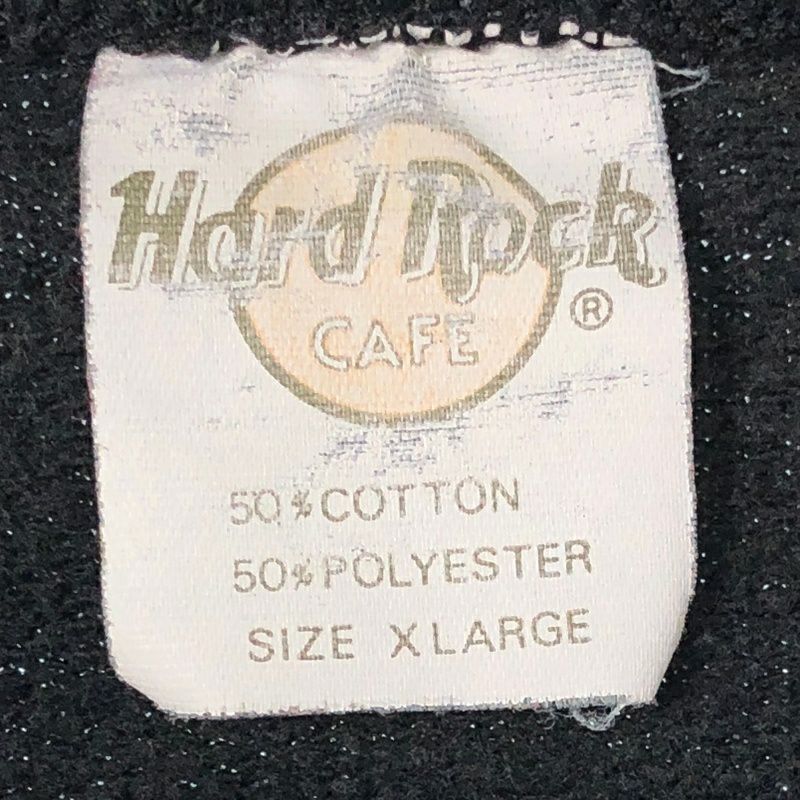 Hard Rock
CAFE
®
50%COTTON
50%POLYESTER
SIZE XLARGE